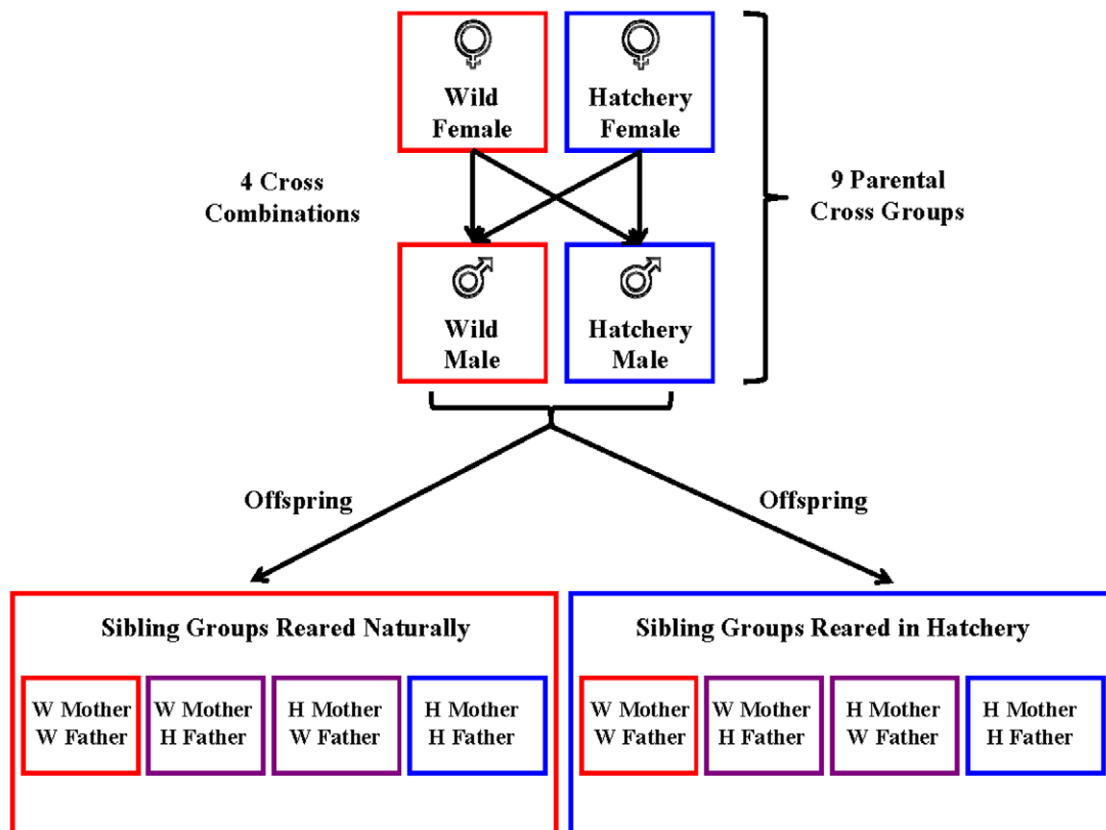 Wild
Female
Hatchery
Female
4 Cross
Combinations
9 Parental
Cross Groups
Wild
Male
Hatchery
Male
Offspring
Offspring
Sibling Groups Reared Naturally
W Mother
W Father
W Mother
H Father
H Mother
W Father
H Mother
H Father
Sibling Groups Reared in Hatchery
W Mother
W Father
W Mother
H Father
H Mother
W Father
H Mother
H Father